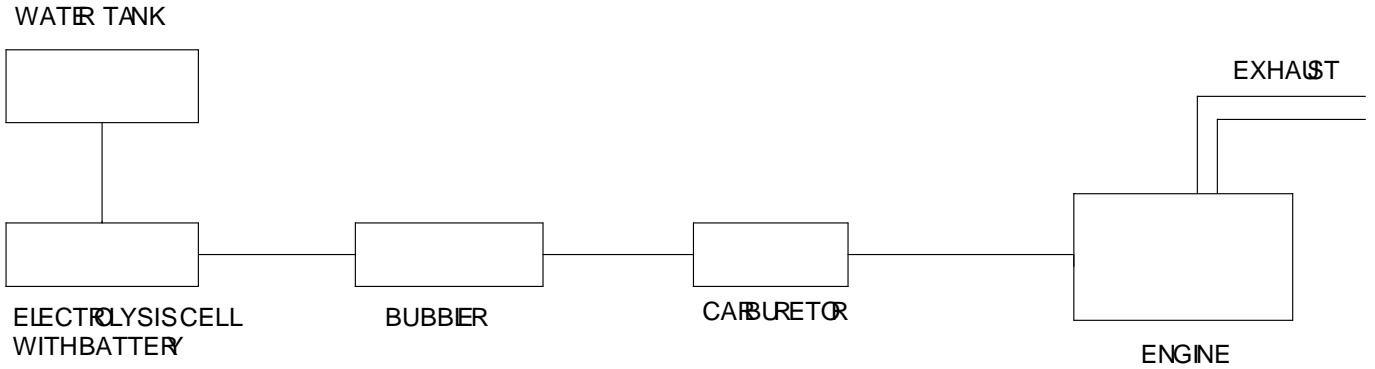 WATER TANK
EXHAUST
ELECTROLYSIS CELL
WITH BATTERY
BUBBLER
CARBURETOR
ENGINE